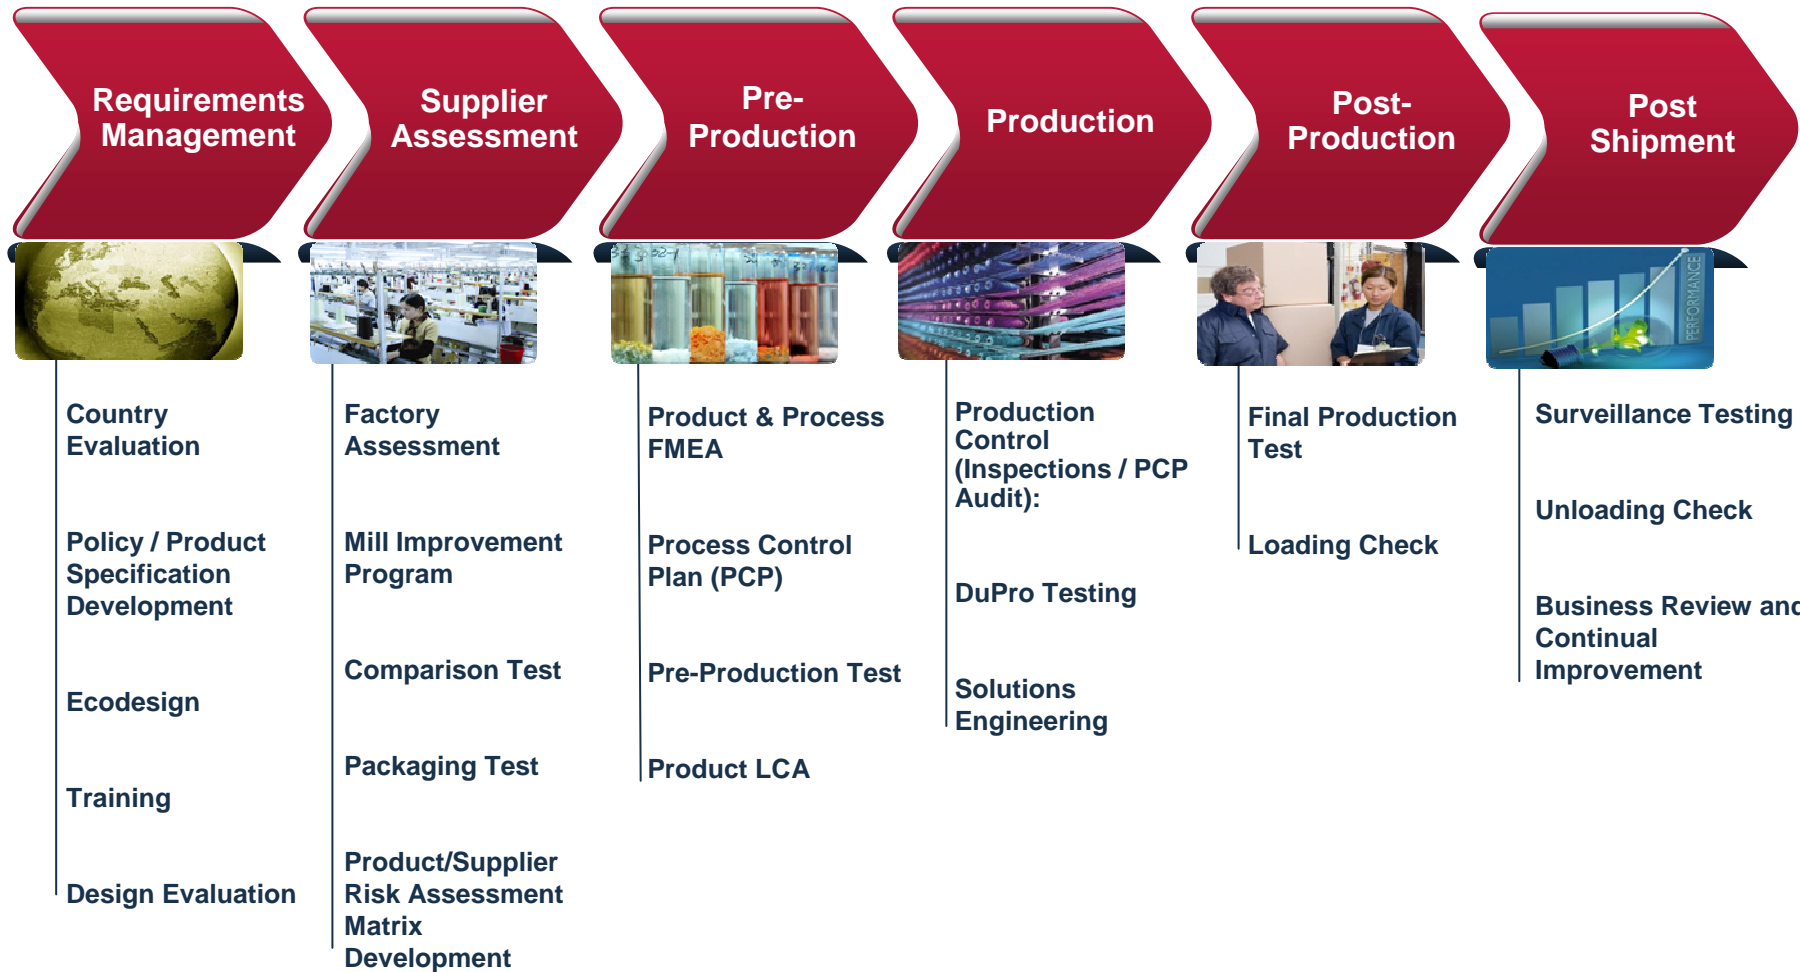 Requirements
Management
Supplier
Assessment
Pre-
Production
Production
Post-
Production
Post
Shipment
PERFORMANCE
Country
Evaluation
Policy / Product
Specification
Development
Ecodesign
Training
Design Evaluation
Factory
Assessment
Mill Improvement
Program
Comparison Test
Packaging Test
Product/Supplier
Risk Assessment
Matrix
Development
Product & Process
FMEA
Process Control
Plan (PCP)
Pre-Production Test
Product LCA
Production
Control
(Inspections / PCP
Audit):
DuPro Testing
Solutions
Engineering
Final Production
Test
Loading Check
Surveillance Testing
Unloading Check
Business Review and
Continual
Improvement